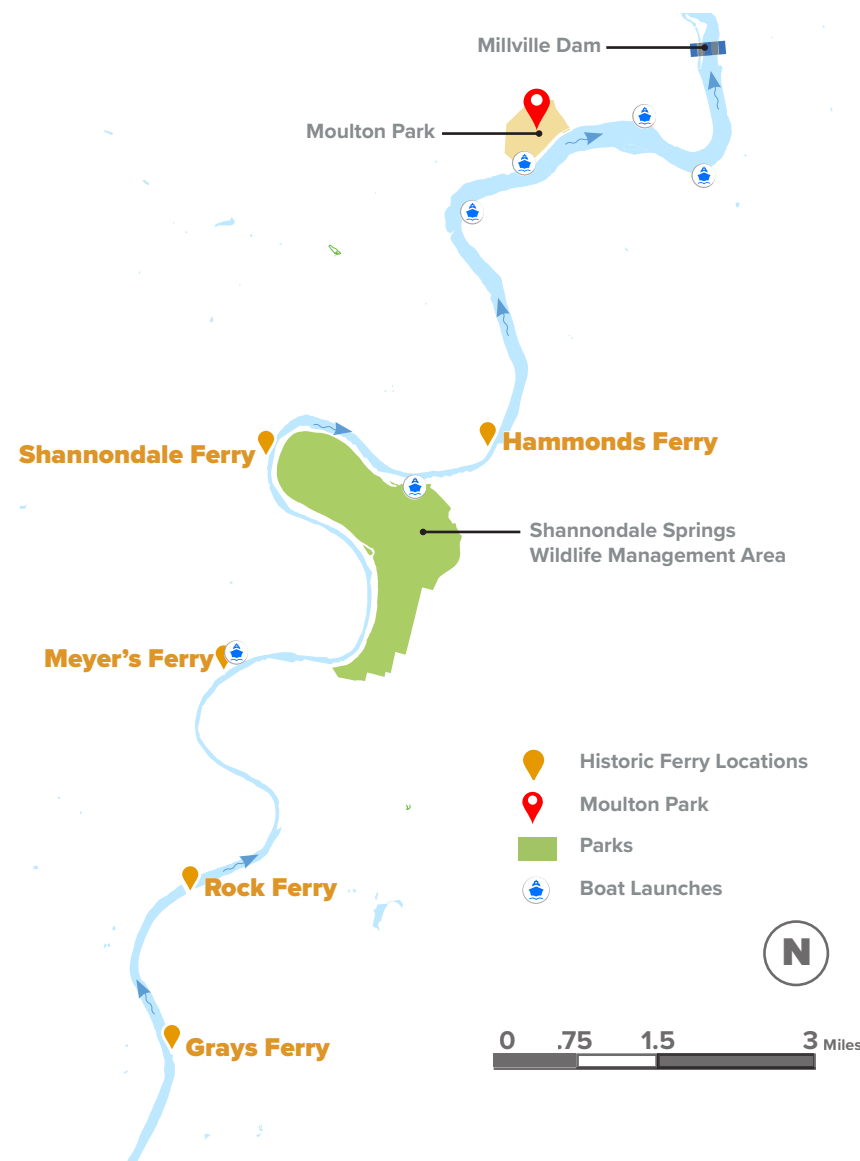 Millville Dam
Moulton Park
Shannondale Ferry
Hammonds Ferry
Shannondale Springs
Wildlife Management Area
Meyer's Ferry
Historic Ferry Locations
Moulton Park
Parks
Boat Launches
Rock Ferry
N
Grays Ferry
0 .75 1.5 3 Miles